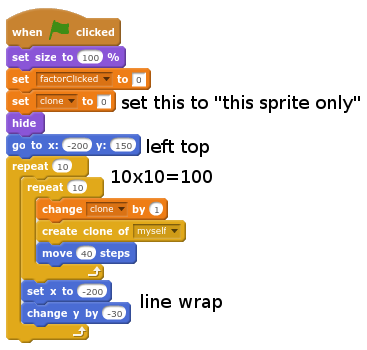 when clicked
set size to 100 %
set factorClicked to 0
set clone to 0 set this to "this sprite only"
hide
go to x: -200 y: 150 left top
repeat 10
repeat 10 10x10=100
change clone by 1
create clone of myself
move 40 steps
set x to -200 line wrap
change y by -30